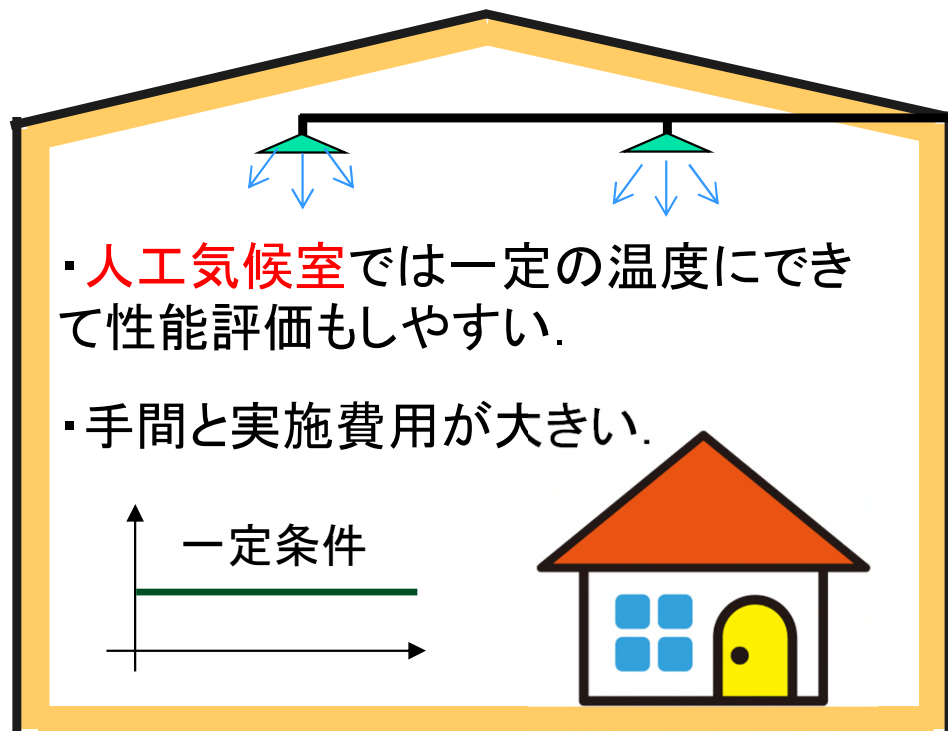 ・人工気候室では一定の温度にでき
て性能評価もしやすい．
・手間と実施費用が大きい．
一定条件